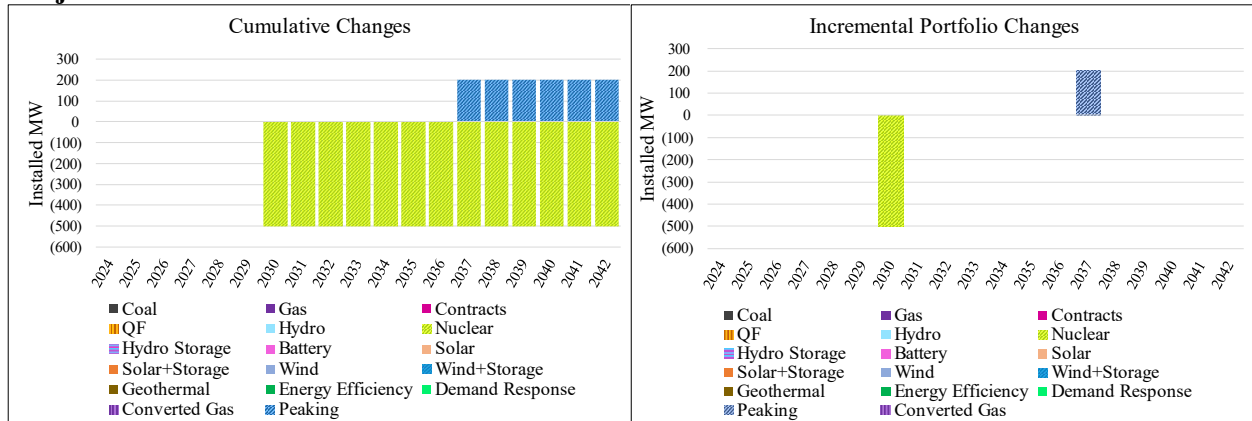 Cumulative Changes
Installed MW
300
200
100
0
(100)
(200)
(300)
(400)
(500)
(600)
2024 2025 2026 2027 2028 2029 2030 2031 2032 2033 2034 2035 2036 2037 2038 2039 2040 2041 2042
Coal Gas Contracts
QF Hydro Nuclear
Hydro Storage Battery Solar
Solar+Storage Wind Wind+Storage
Geothermal Energy Efficiency Demand Response
Converted Gas Peaking
Incremental Portfolio Changes
Installed MW
300
200
100
0
(100)
(200)
(300)
(400)
(500)
(600)
2024 2025 2026 2027 2028 2029 2030 2031 2032 2033 2034 2035 2036 2037 2038 2039 2040 2041 2042
Coal Gas Contracts
QF Hydro Nuclear
Hydro Storage Battery Solar
Solar+Storage Wind Wind+Storage
Geothermal Energy Efficiency Demand Response
Peaking Converted Gas